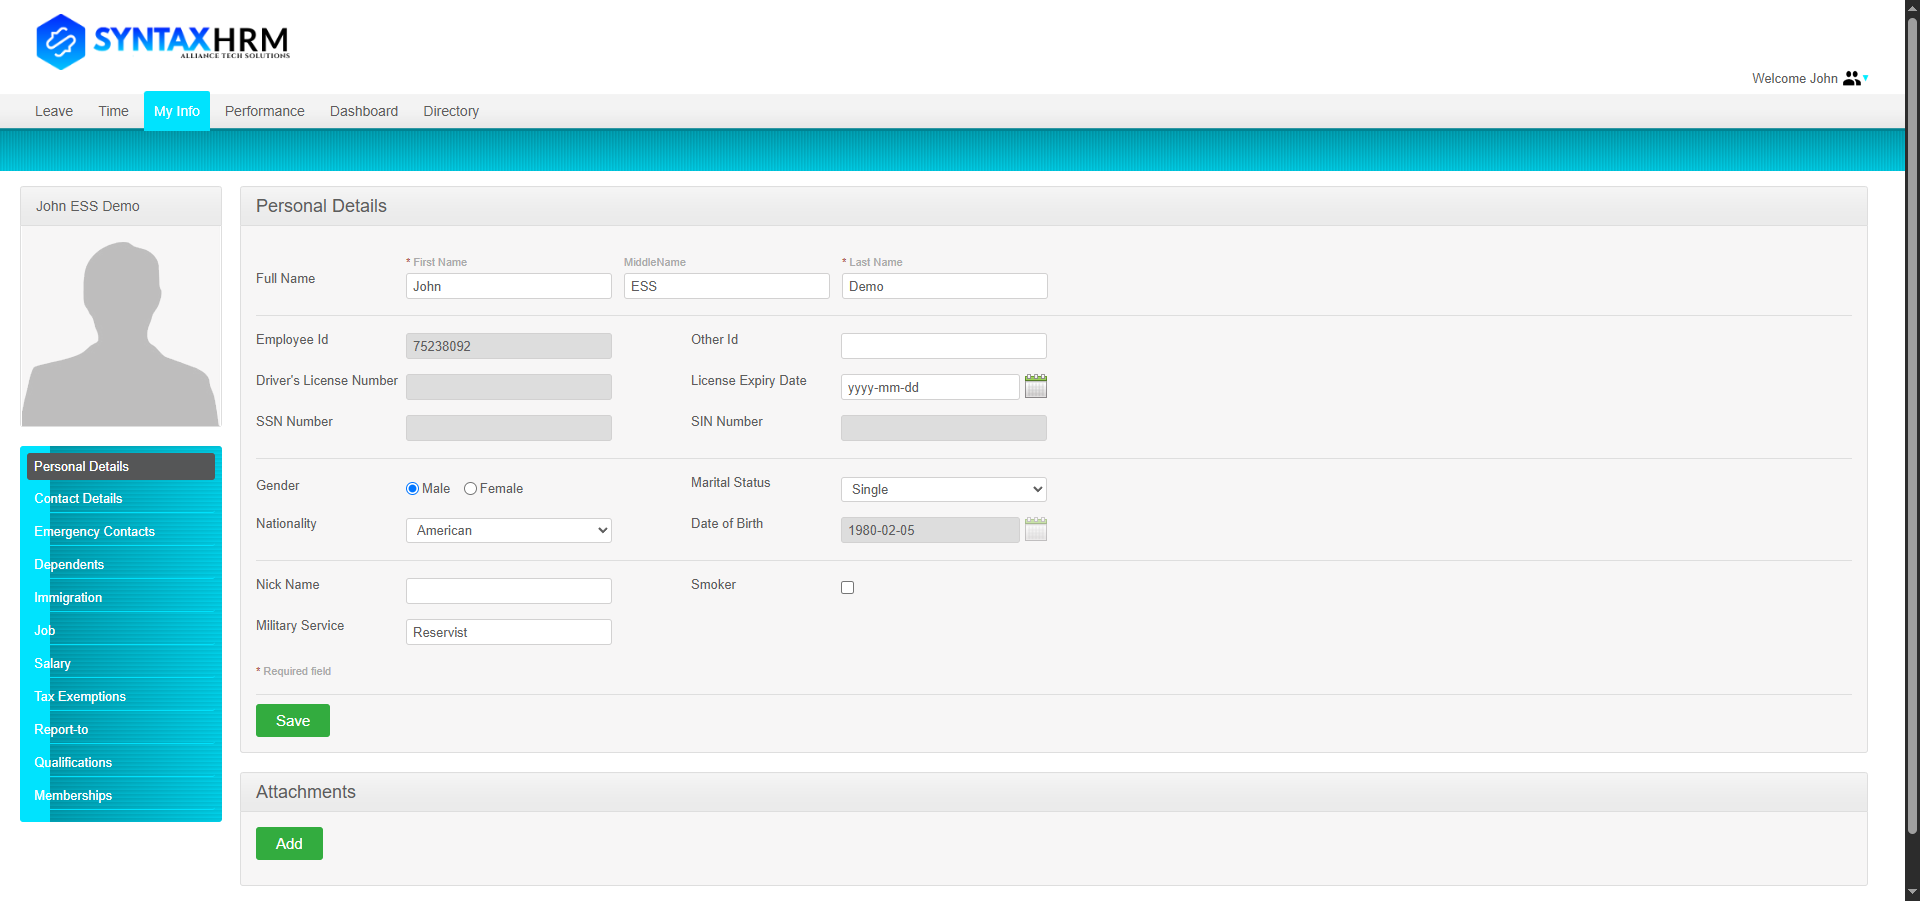 SYNTAXHRM
ALLIANCE TECH SOLUTIONS
Welcome John
Leave Time My Info Performance Dashboard Directory
John ESS Demo
Personal Details
Contact Details
Emergency Contacts
Dependents
Immigration
Job
Salary
Tax Exemptions
Report-to
Qualifications
Memberships
Personal Details
* First Name MiddleName * Last Name
Full Name John ESS Demo
Employee Id 75238092 Other Id
Driver's License Number License Expiry Date yyyy-mm-dd
SSN Number SIN Number
Gender Male Female Marital Status Single
Nationality American Date of Birth 1980-02-05
Nick Name Smoker
Military Service Reservist
* Required field
Save
Attachments
Add